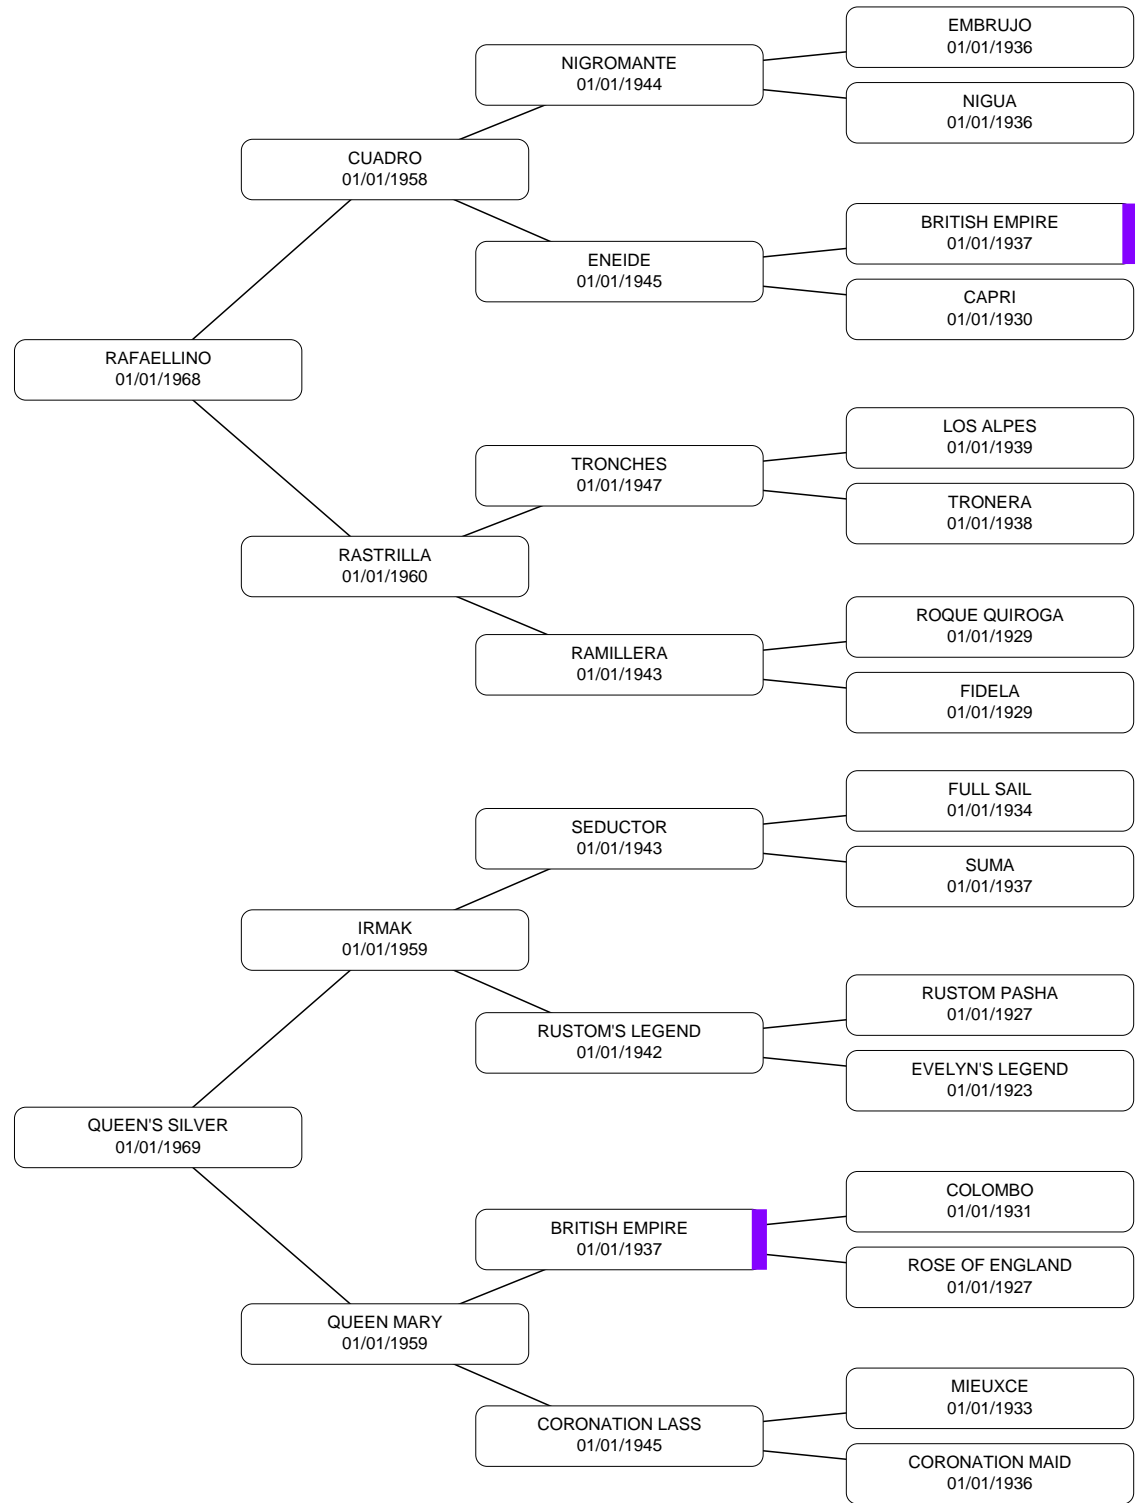 EMBRUJO
01/01/1936
NIGROMANTE
01/01/1944
NIGUA
01/01/1936
CUADRO
01/01/1958
BRITISH EMPIRE
01/01/1937
ENEIDE
01/01/1945
CAPRI
01/01/1930
RAFAELLINO
01/01/1968
LOS ALPES
01/01/1939
TRONCHES
01/01/1947
TRONERA
01/01/1938
RASTRILLA
01/01/1960
ROQUE QUIROGA
01/01/1929
RAMILLERA
01/01/1943
FIDELA
01/01/1929
FULL SAIL
01/01/1934
SEDUCTOR
01/01/1943
SUMA
01/01/1937
IRMAK
01/01/1959
RUSTOM PASHA
01/01/1927
RUSTOM'S LEGEND
01/01/1942
EVELYN'S LEGEND
01/01/1923
QUEEN'S SILVER
01/01/1969
COLOMBO
01/01/1931
BRITISH EMPIRE
01/01/1937
ROSE OF ENGLAND
01/01/1927
QUEEN MARY
01/01/1959
MIEUXCE
01/01/1933
CORONATION LASS
01/01/1945
CORONATION MAID
01/01/1936